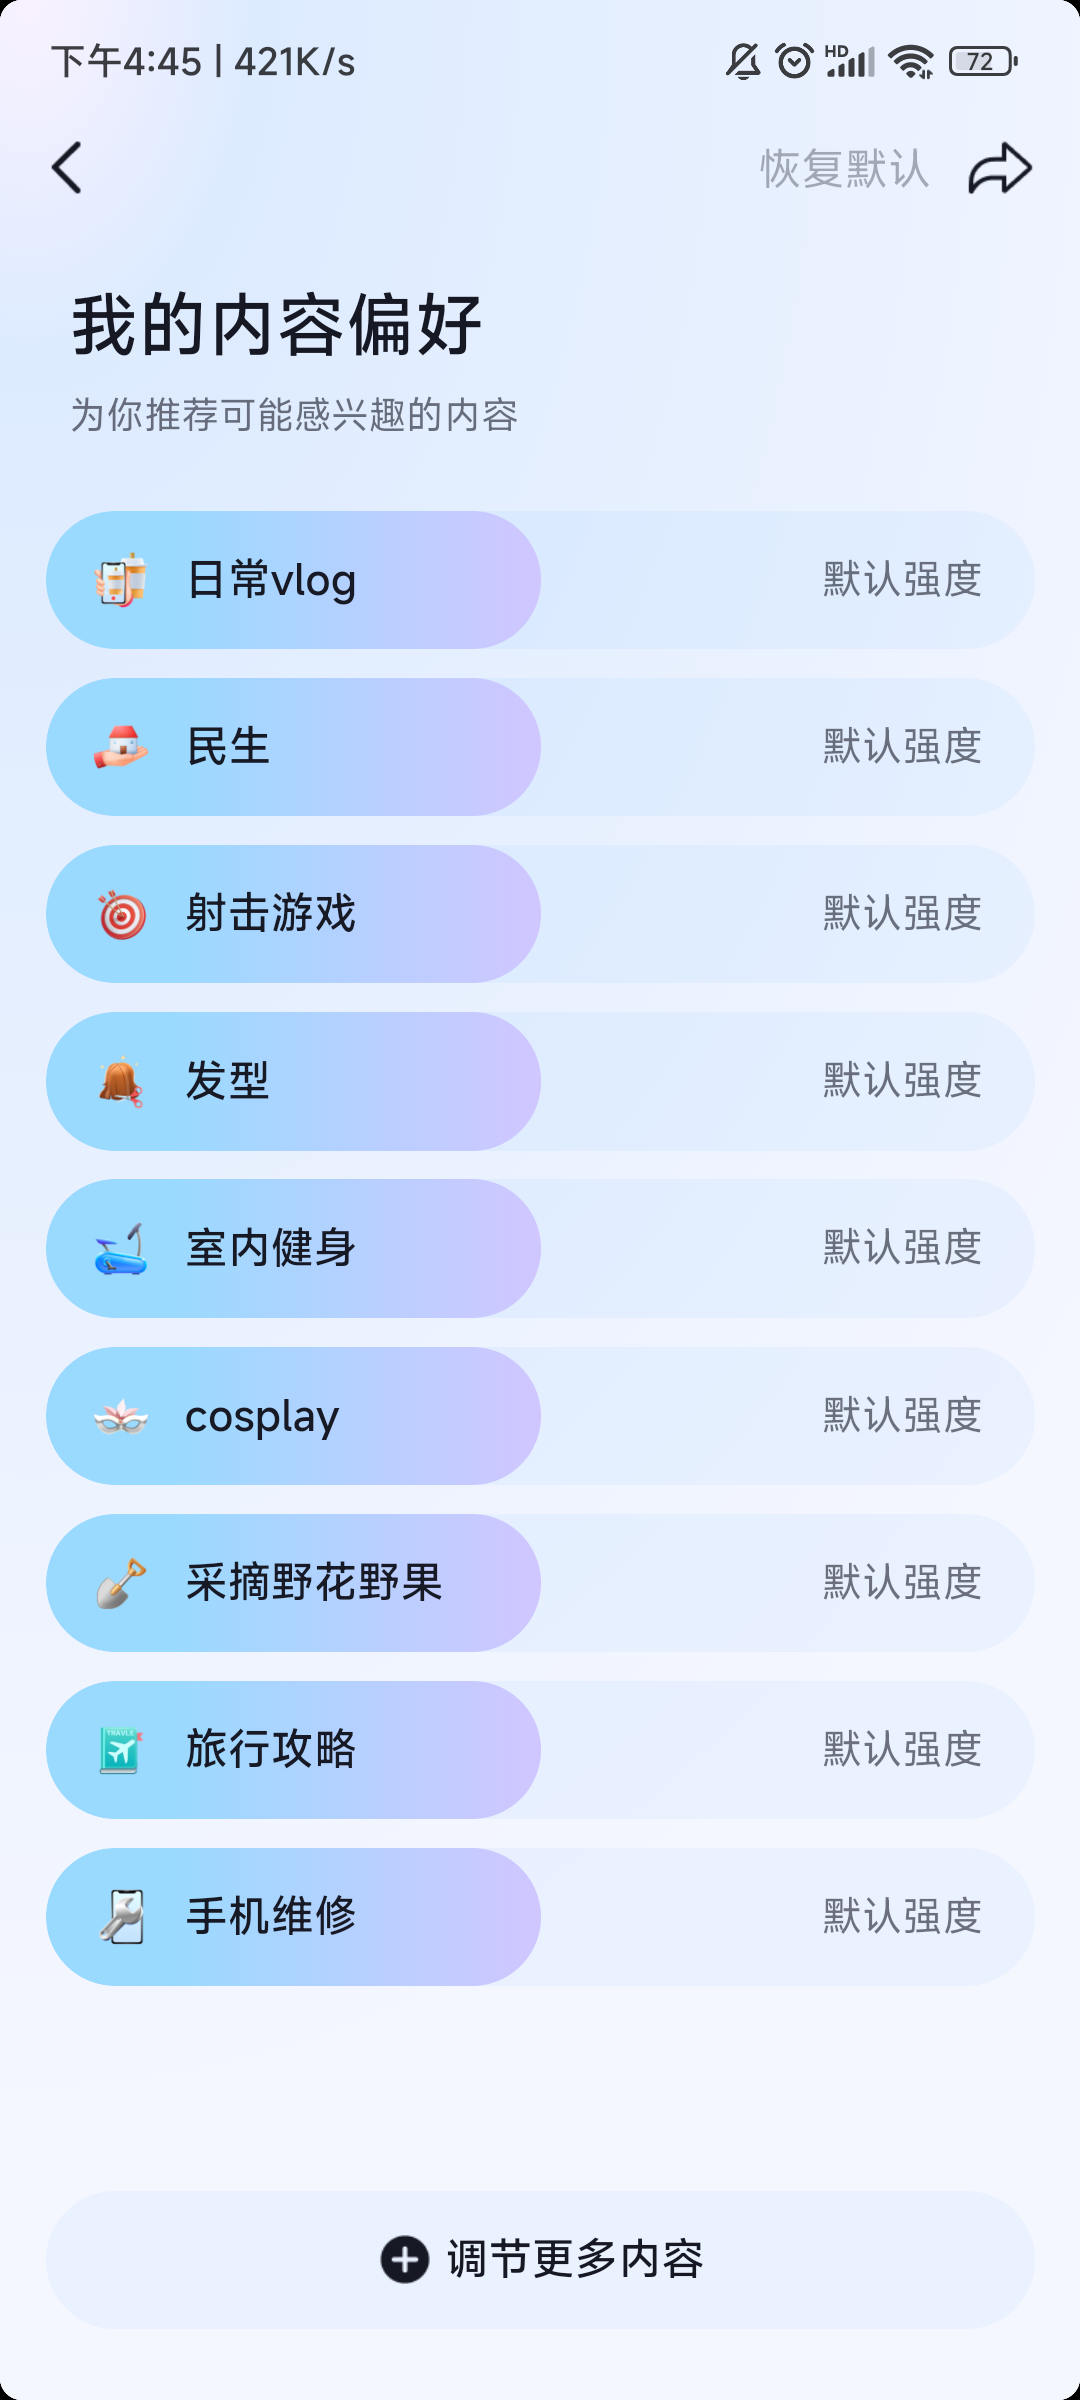 下午4:45 | 421K/s
HD
72
恢复默认
我的内容偏好
为你推荐可能感兴趣的内容
日常vlog 默认强度
民生 默认强度
射击游戏 默认强度
发型 默认强度
室内健身 默认强度
cosplay 默认强度
采摘野花野果 默认强度
TRAVLE
旅行攻略 默认强度
手机维修 默认强度
调节更多内容